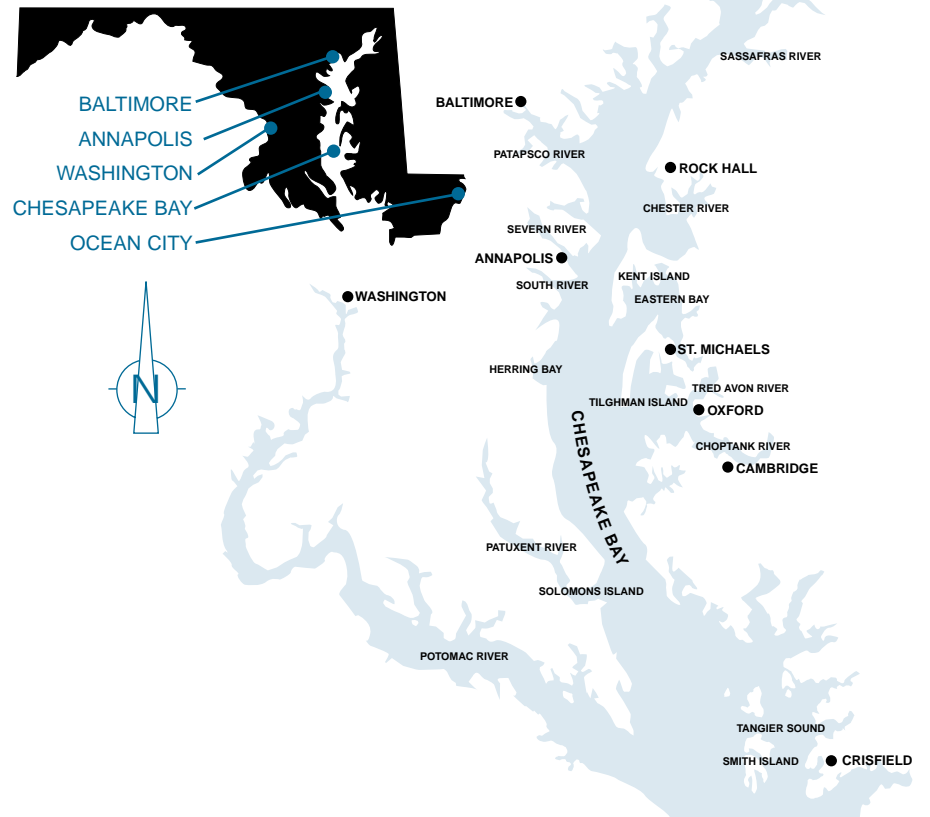 BALTIMORE
ANNAPOLIS
WASHINGTON
CHESAPEAKE BAY
OCEAN CITY
N
SASSAFRAS RIVER
BALTIMORE
PATAPSCO RIVER
ROCK HALL
CHESTER RIVER
SEVERN RIVER
ANNAPOLIS
KENT ISLAND
SOUTH RIVER
WASHINGTON
EASTERN BAY
ST. MICHAELS
HERRING BAY
TRED AVON RIVER
TILGHMAN ISLAND
OXFORD
CHESAPEAKE BAY
CHOPTANK RIVER
CAMBRIDGE
PATUXENT RIVER
SOLOMONS ISLAND
POTOMAC RIVER
TANGIER SOUND
SMITH ISLAND
CRISFIELD